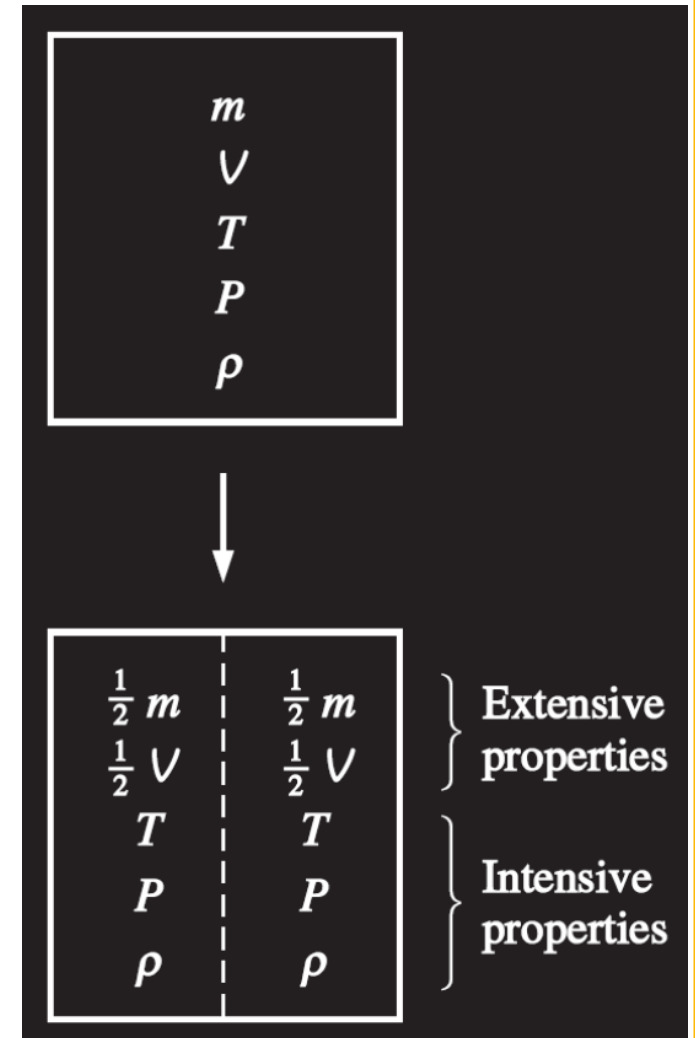 m
V
T
P
ρ
1/2 m 1/2 m
1/2 V 1/2 V
T T
P P
ρ ρ
Extensive
properties
Intensive
properties